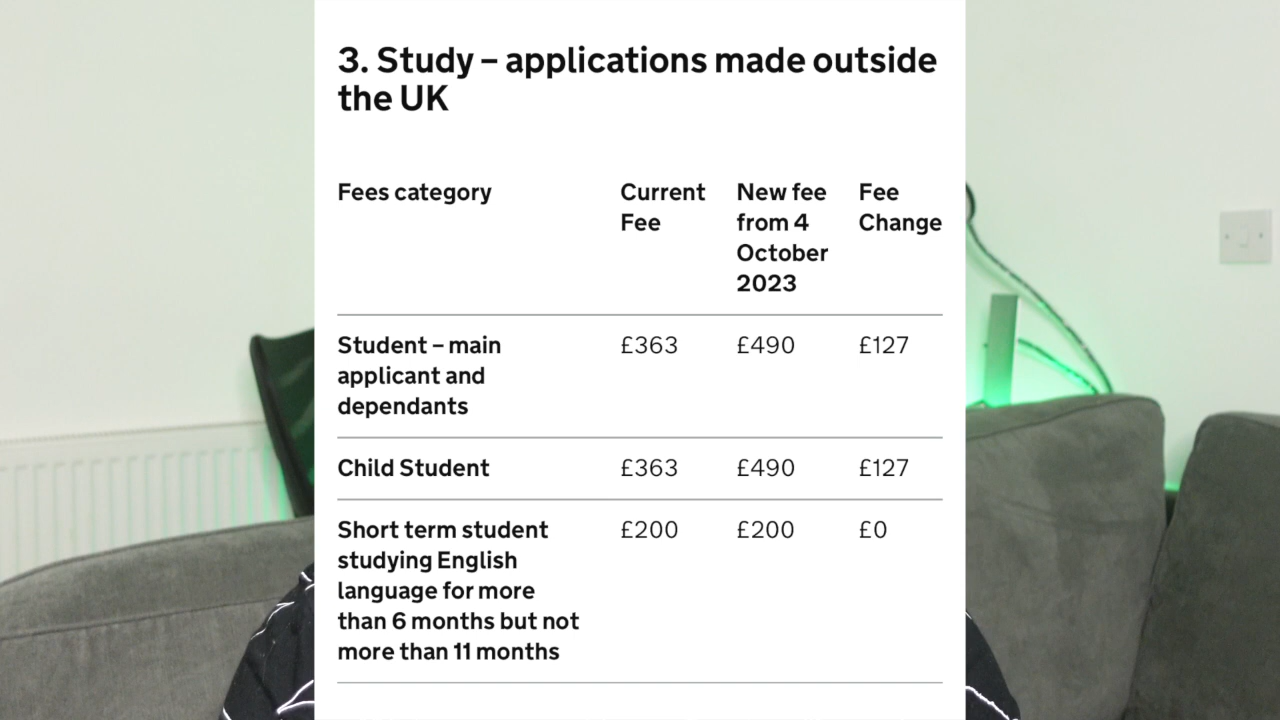 3. Study – applications made outside
the UK
Fees category Current Fee New fee from 4 October 2023 Fee Change
Student – main applicant and dependants £363 £490 £127
Child Student £363 £490 £127
Short term student studying English language for more than 6 months but not more than 11 months £200 £200 £0